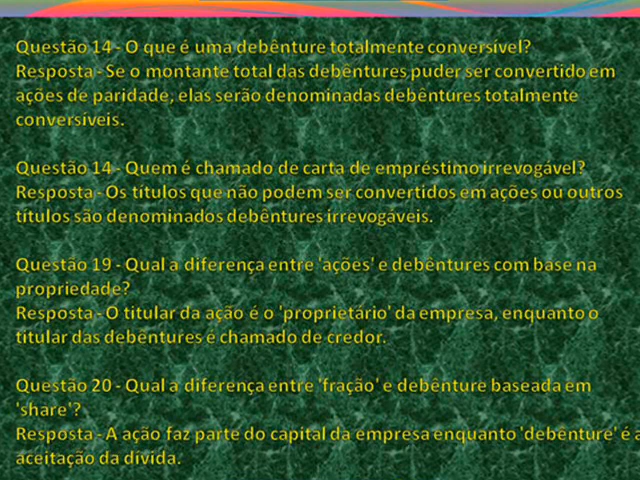 Questão 14 - O que é uma debênture totalmente conversível?
Resposta - Se o montante total das debêntures puder ser convertido em
ações de paridade, elas serão denominadas debêntures totalmente
conversíveis.
Questão 14 - Quem é chamado de carta de empréstimo irrevogável?
Resposta - Os títulos que não podem ser convertidos em ações ou outros
títulos são denominados debêntures irrevogáveis.
Questão 19 - Qual a diferença entre 'ações' e debêntures com base na
propriedade?
Resposta - O titular da ação é o 'proprietário' da empresa, enquanto o
titular das debêntures é chamado de credor.
Questão 20 - Qual a diferença entre 'fração' e debênture baseada em
'share'?
Resposta - A ação faz parte do capital da empresa enquanto 'debênture' é a
aceitação da dívida.